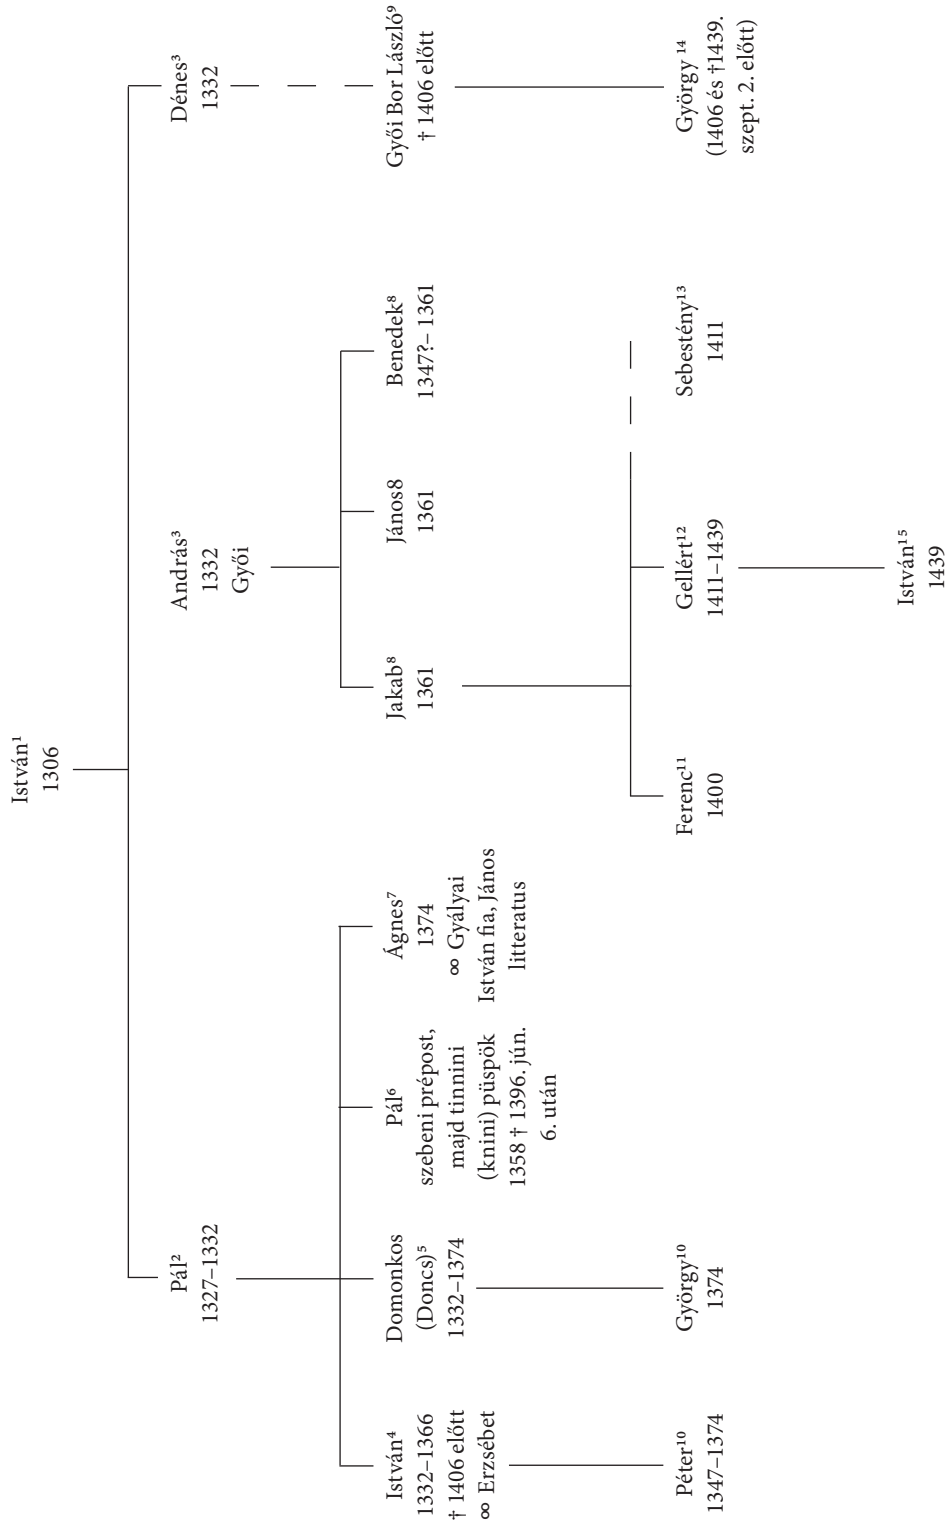 István¹
1306
Pál²
1327–1332
András³
1332
Győi
Dénes³
1332
István⁴
1332–1366
† 1406 előtt
∞ Erzsébet
Domonkos
(Doncs)⁵
1332–1374
Pál⁶
szebeni prépost,
majd tinnini
(knini) püspök
1358 † 1396. jún.
6. után
Ágnes⁷
1374
∞ Gyályai
István fia, János
litteratus
Jakab⁸
1361
János8
1361
Benedek⁸
1347?– 1361
Győi Bor László⁹
† 1406 előtt
Péter¹⁰
1347–1374
György¹⁰
1374
Ferenc¹¹
1400
Gellért¹²
1411–1439
Sebestény¹³
1411
György ¹⁴
(1406 és †1439.
szept. 2. előtt)
István¹⁵
1439